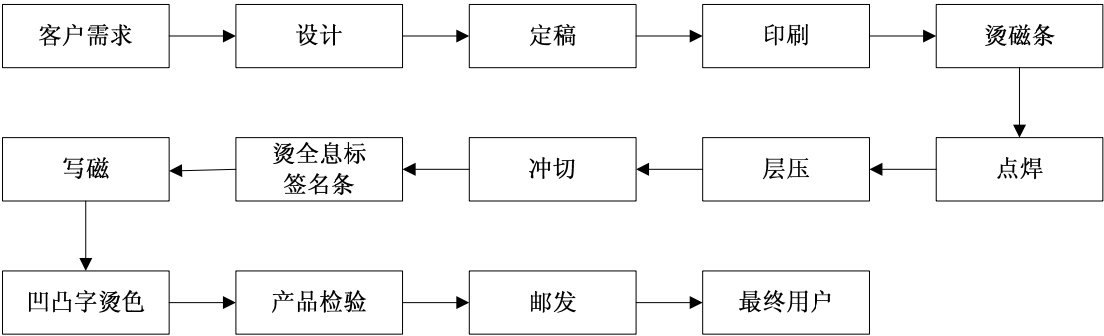 客户需求
设计
定稿
印刷
烫磁条
点焊
层压
冲切
烫全息标
签名条
写磁
凹凸字烫色
产品检验
邮发
最终用户